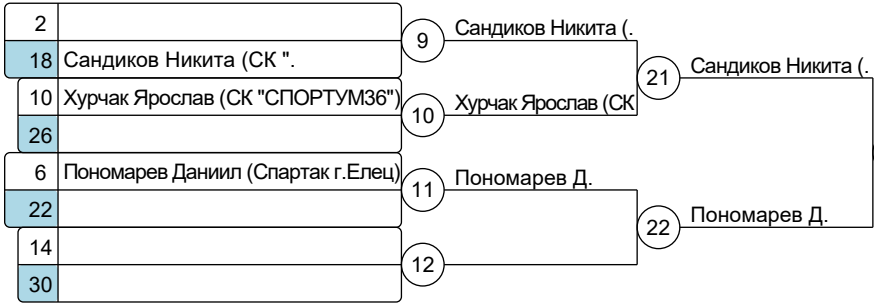 2
9
Сандиков Никита (.
18 Сандиков Никита (СК ".
21
Сандиков Никита (.
10 Хурчак Ярослав (СК "СПОРТУМ36")
10
Хурчак Ярослав (СК
26
6 Пономарев Даниил (Спартак г.Елец)
11
Пономарев Д.
22
22
Пономарев Д.
14
12
30